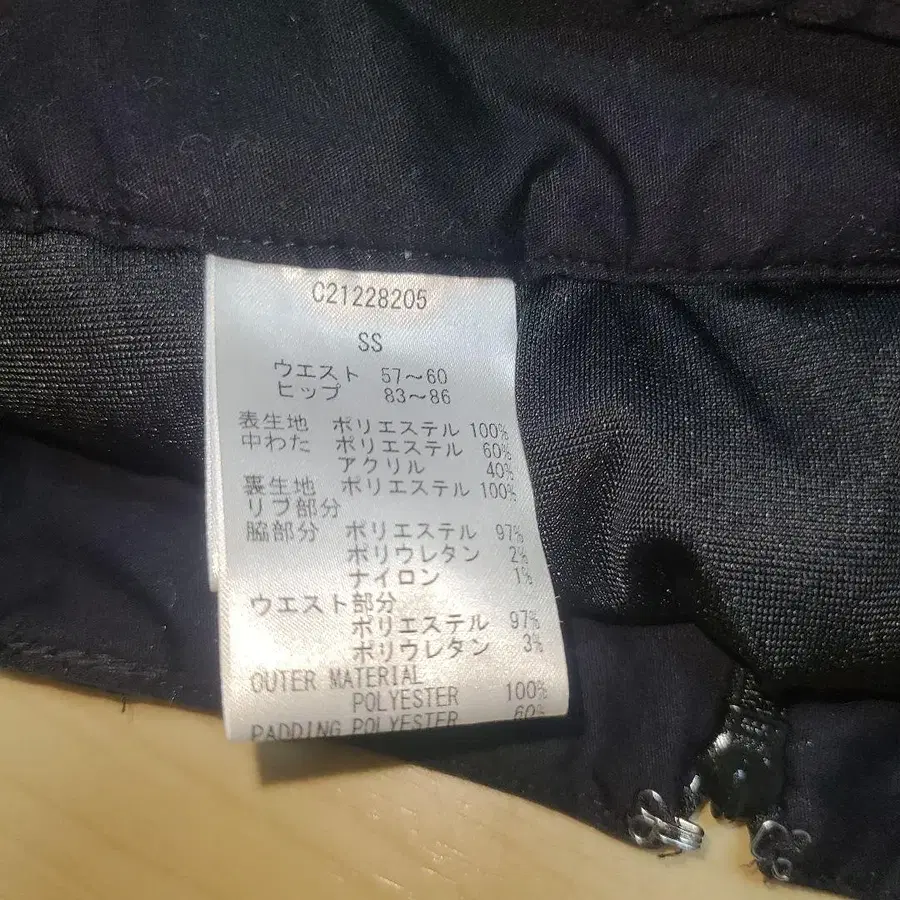 C21228205
SS
ウエスト 57～60
ヒップ 83～86
表生地 ポリエステル 100%
中わた ポリエステル 60%
アクリル 40%
裏生地 ポリエステル 100%
リブ部分
脇部分 ポリエステル 97%
ポリウレタン 2%
ナイロン 1%
ウエスト部分
ポリエステル 97%
ポリウレタン 3%
OUTER MATERIAL
POLYESTER 100%
PADDING POLYESTER 60%